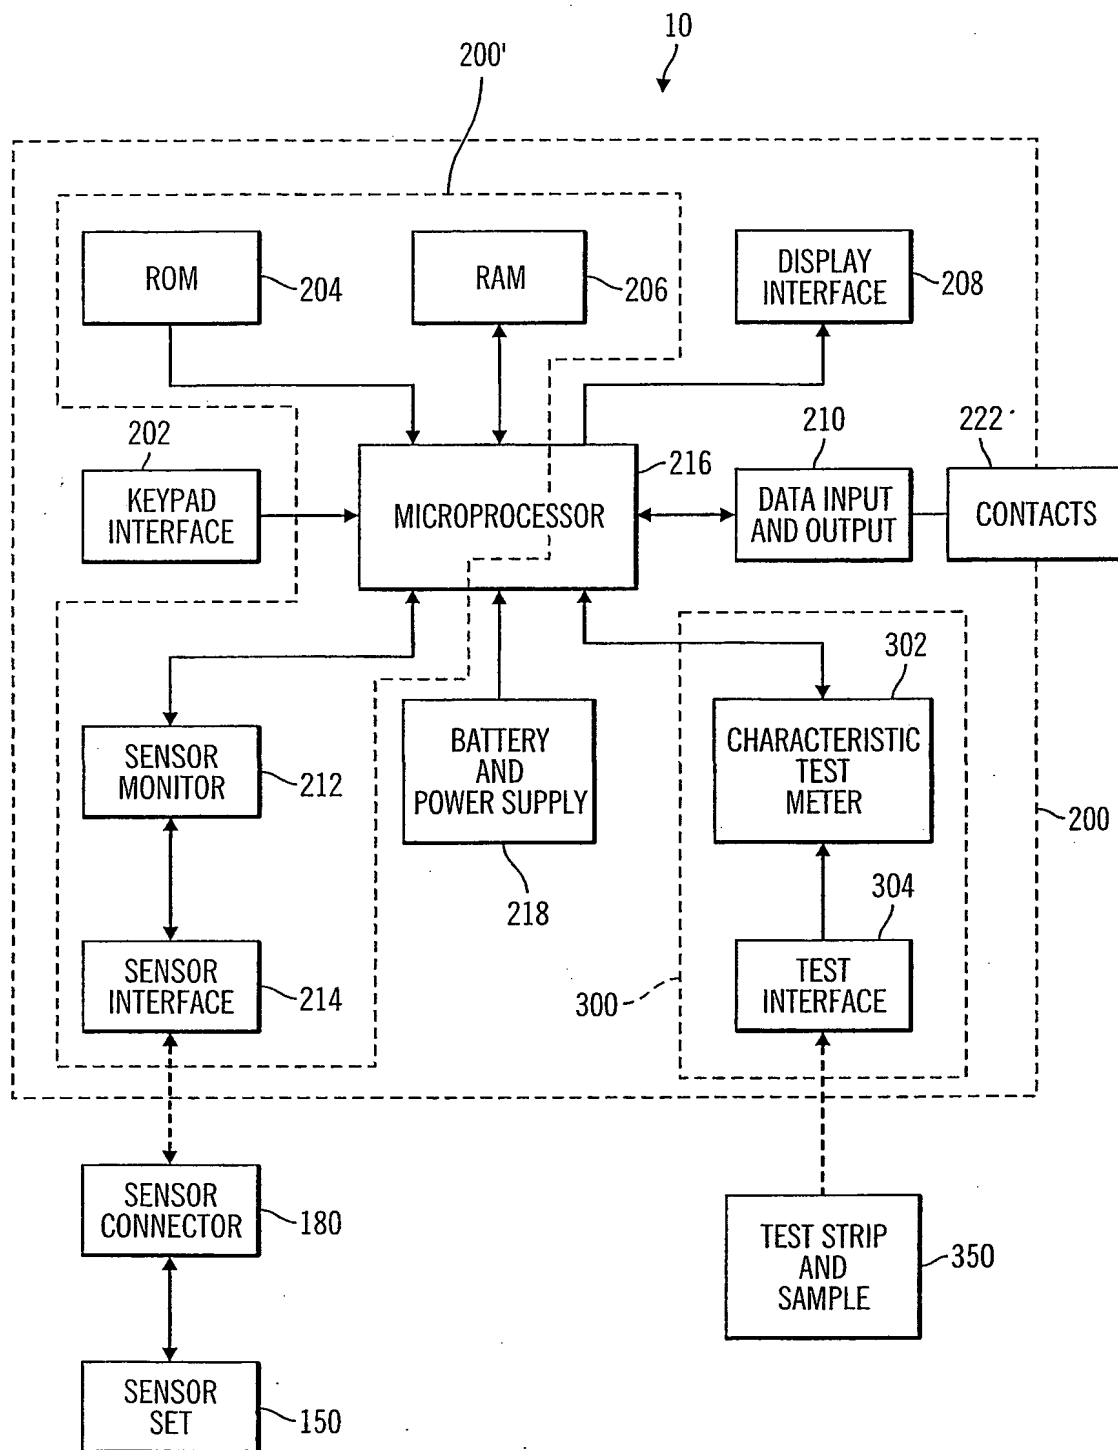 10
200'
ROM
204
RAM
206
DISPLAY
INTERFACE
208
202
KEYPAD
INTERFACE
MICROPROCESSOR
216
210
DATA INPUT
AND OUTPUT
222
CONTACTS
302
CHARACTERISTIC
TEST
METER
SENSOR
MONITOR
212
BATTERY
AND
POWER SUPPLY
218
200
304
SENSOR
INTERFACE
214
300
TEST
INTERFACE
SENSOR
CONNECTOR
180
TEST STRIP
AND
SAMPLE
350
SENSOR
SET
150